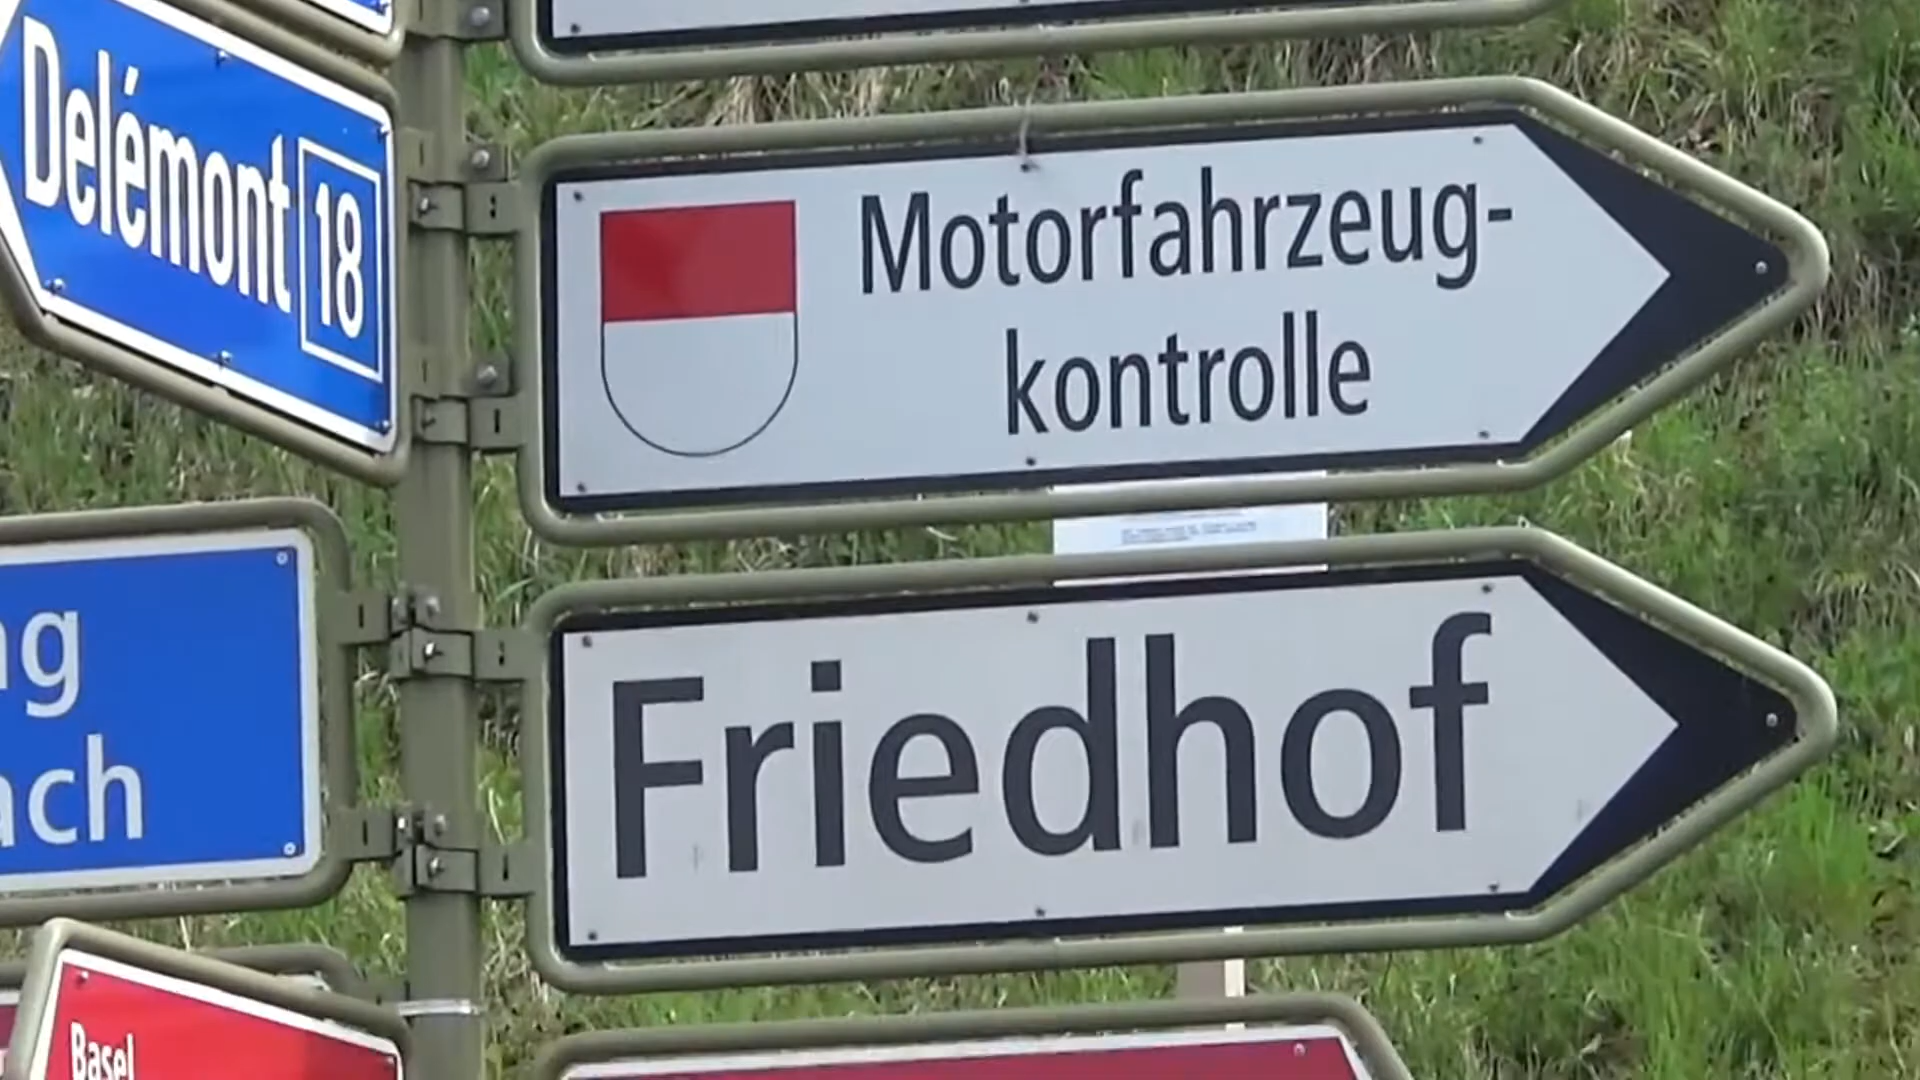 Delémont 18
Motorfahrzeug-
kontrolle
Friedhof
Basel